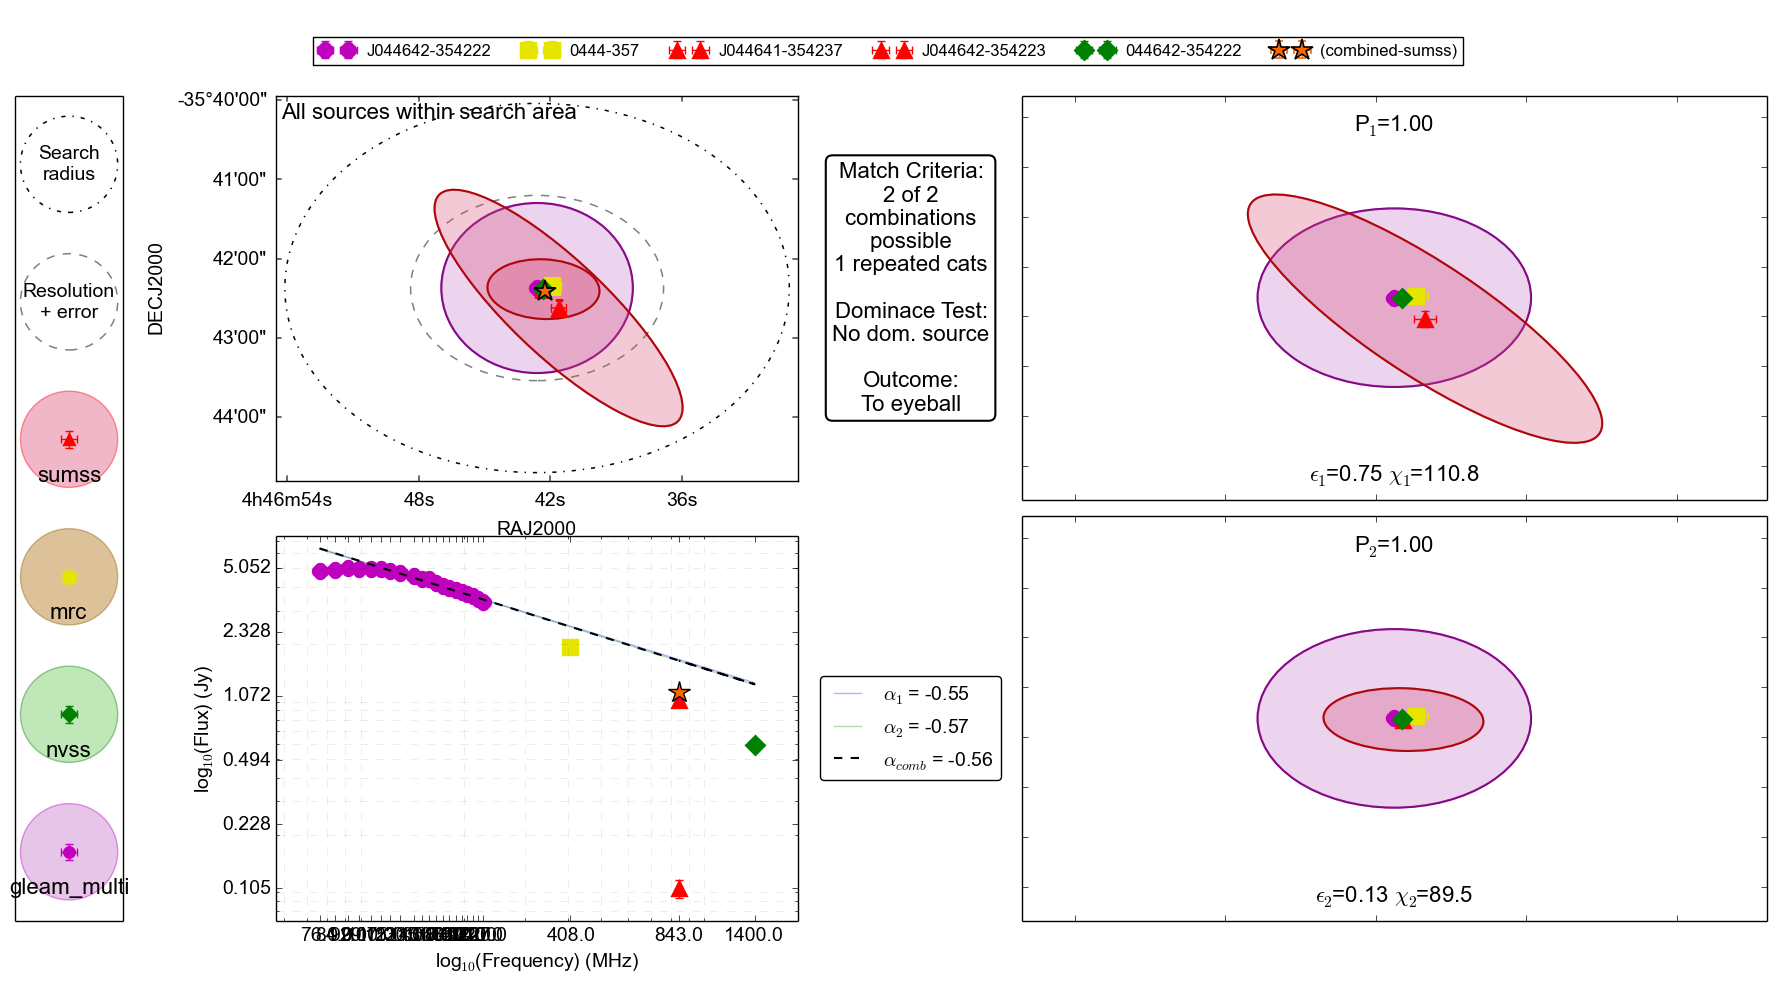 J044642-354222
0444-357
J044641-354237
J044642-354223
044642-354222
(combined-sumss)
Search
radius
Resolution
+ error
sumss
mrc
nvss
gleam_multi
All sources within search area
-35°40'00"
41'00"
42'00"
43'00"
44'00"
DECJ2000
4h46m54s
48s
42s
36s
RAJ2000
Match Criteria:
2 of 2
combinations
possible
1 repeated cats
Dominace Test:
No dom. source
Outcome:
To eyeball
P1=1.00
ϵ1=0.75 χ1=110.8
5.052
2.328
1.072
0.494
0.228
0.105
log10(Flux) (Jy)
408.0
843.0
1400.0
log10(Frequency) (MHz)
α1 = -0.55
α2 = -0.57
αcomb = -0.56
P2=1.00
ϵ2=0.13 χ2=89.5